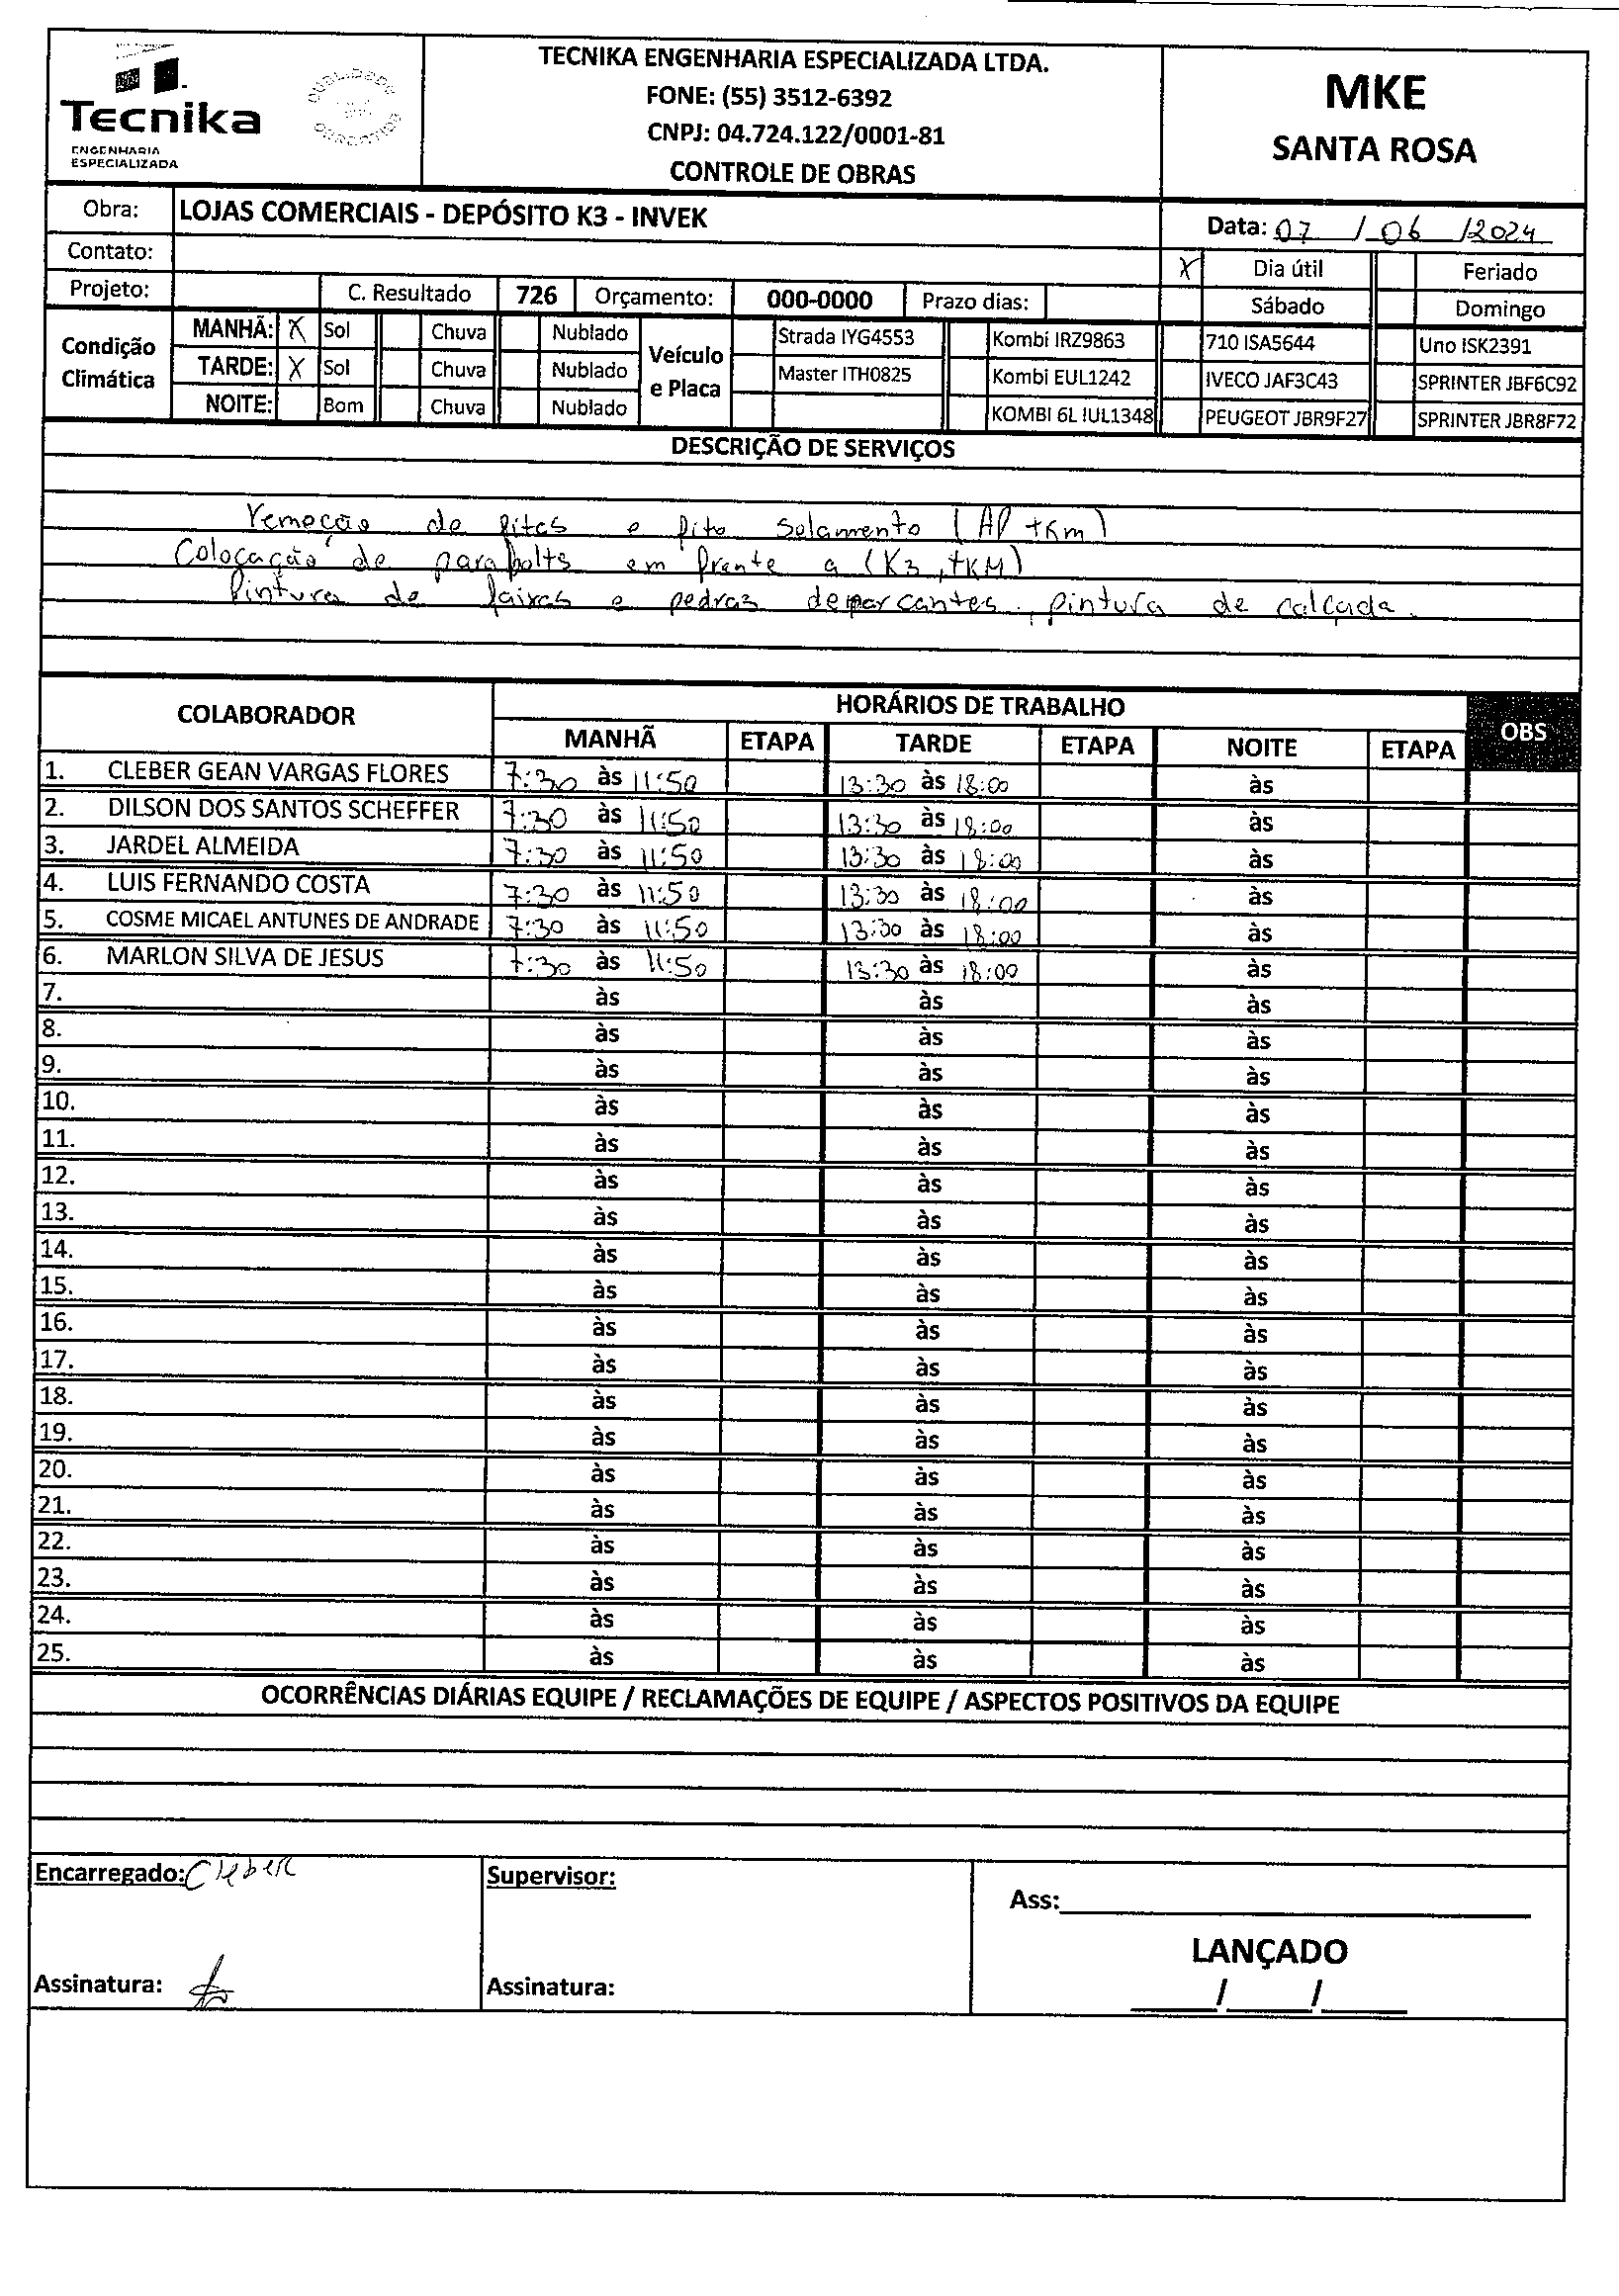 TECNIKA ENGENHARIA ESPECIALIZADA LTDA.
FONE: (55) 3512-6392
CNPJ: 04.724.122/0001-81
CONTROLE DE OBRAS
Tecnika
ENGENHARIA
ESPECIALIZADA
MKE
SANTA ROSA
Obra: LOJAS COMERCIAIS - DEPÓSITO K3 - INVEK
Data: 07 / 06 / 2024
Contato:
X Dia útil Feriado
Projeto: C. Resultado 726 Orçamento: 000-0000 Prazo dias:
Sábado Domingo
Condição Climática
MANHÃ: X Sol Chuva Nublado
TARDE: X Sol Chuva Nublado
NOITE: Bom Chuva Nublado
Veículo e Placa
Strada IYG4553 Kombi IRZ9863 710 ISA5644 Uno ISK2391
Master ITH0825 Kombi EUL1242 IVECO JAF3C43 SPRINTER JBF6C92
KOMBI 6L IUL1348 PEUGEOT JBR9F27 SPRINTER JBR8F72
DESCRIÇÃO DE SERVIÇOS
remoção de fitas e fita solamento (AP +Km)
Colocação de parabolts em frente a (K3, +KM)
Pintura de faixas e pedras demarcantes, pintura de calçada.
COLABORADOR HORÁRIOS DE TRABALHO OBS
MANHÃ ETAPA TARDE ETAPA NOITE ETAPA
1. CLEBER GEAN VARGAS FLORES 7:30 às 11:50 13:30 às 18:00 às
2. DILSON DOS SANTOS SCHEFFER 7:30 às 11:50 13:30 às 18:00 às
3. JARDEL ALMEIDA 7:30 às 11:50 13:30 às 18:00 às
4. LUIS FERNANDO COSTA 7:30 às 11:50 13:30 às 18:00 às
5. COSME MICAEL ANTUNES DE ANDRADE 7:30 às 11:50 13:30 às 18:00 às
6. MARLON SILVA DE JESUS 7:30 às 11:50 13:30 às 18:00 às
7. às às às
8. às às às
9. às às às
10. às às às
11. às às às
12. às às às
13. às às às
14. às às às
15. às às às
16. às às às
17. às às às
18. às às às
19. às às às
20. às às às
21. às às às
22. às às às
23. às às às
24. às às às
25. às às às
OCORRÊNCIAS DIÁRIAS EQUIPE / RECLAMAÇÕES DE EQUIPE / ASPECTOS POSITIVOS DA EQUIPE
Encarregado: Cleber
Supervisor:
Ass:
LANÇADO
Assinatura:
Assinatura:
/ /